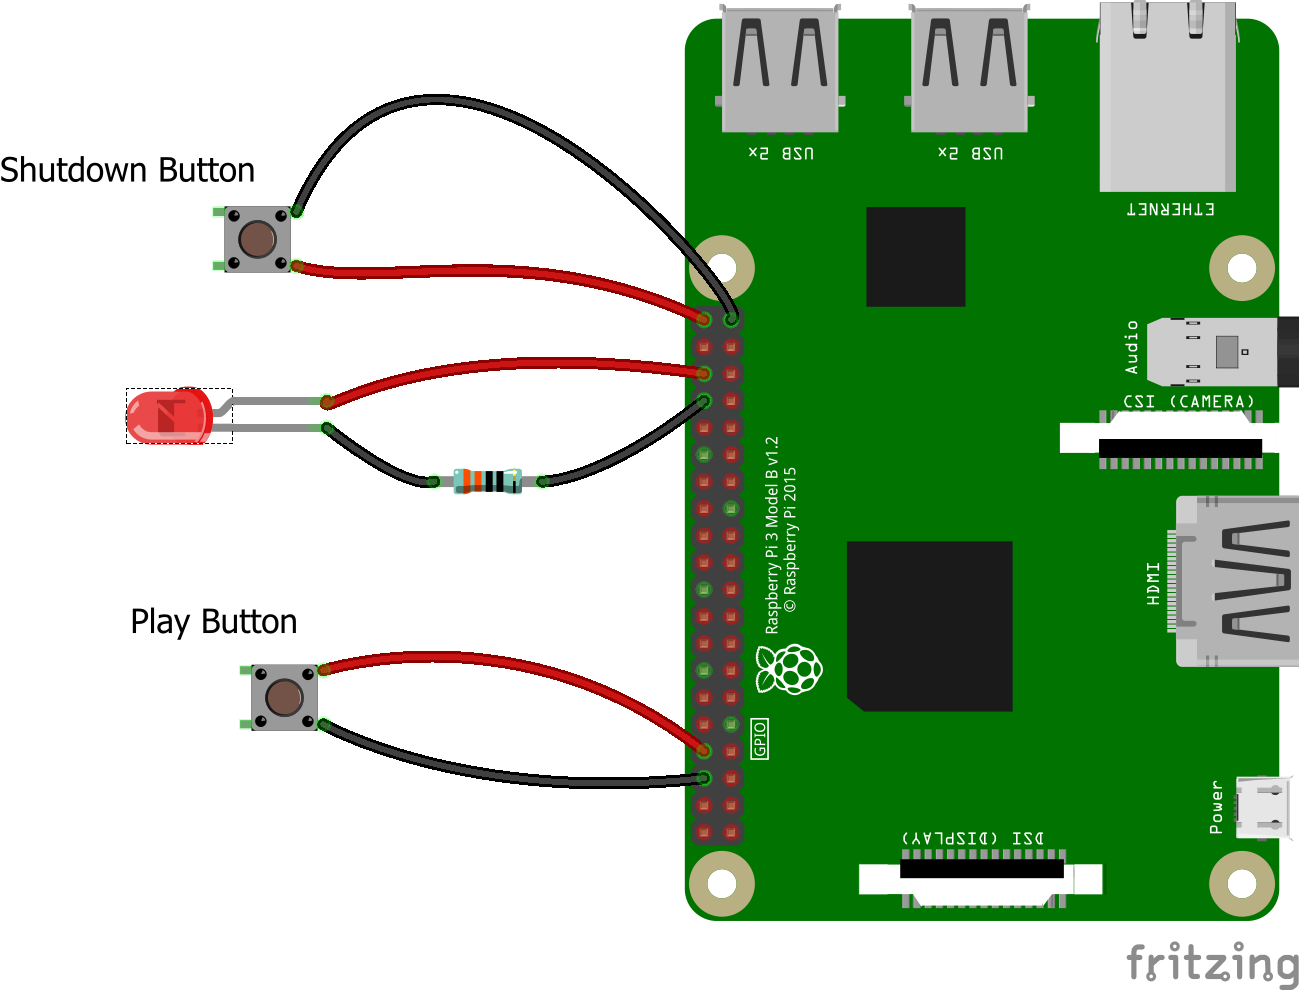 USB 2x
USB 2x
Shutdown Button
ETHERNET
Audio
CSI (CAMERA)
Raspberry Pi 3 Model B v1.2
© Raspberry Pi 2015
HDMI
Play Button
GPIO
Power
DSI (DISPLAY)
fritzing